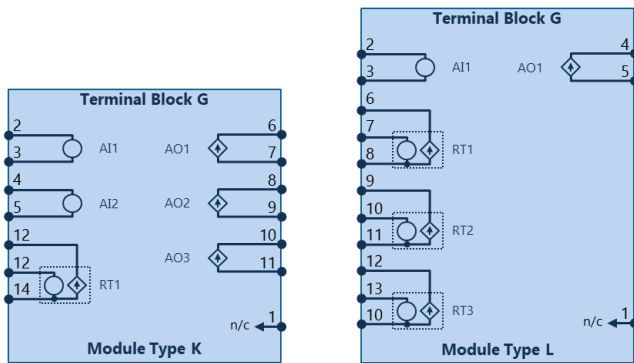 Terminal Block G
2
3
AI1
AO1
6
7
4
5
AI2
AO2
8
9
12
12
14
RT1
AO3
10
11
n/c
1
Module Type K
Terminal Block G
2
3
AI1
AO1
4
5
6
7
8
RT1
9
10
11
RT2
12
13
10
RT3
n/c
1
Module Type L